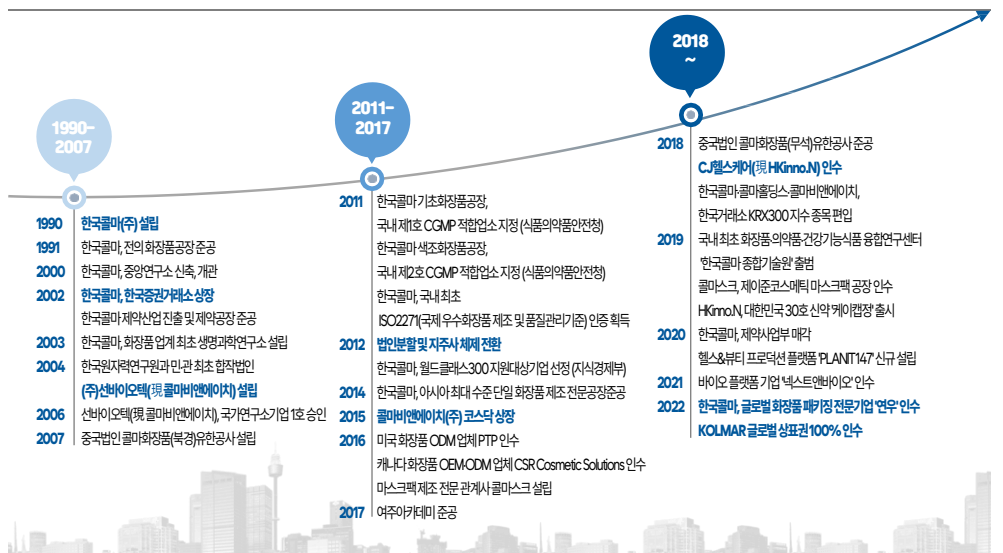 1990-
2007
1990 한국콜마(주) 설립
1991 한국콜마, 전의 화장품공장 준공
2000 한국콜마, 중앙연구소 신축, 개관
2002 한국콜마, 한국증권거래소 상장
한국콜마 제약산업 진출 및 제약공장 준공
2003 한국콜마, 화장품 업계 최초 생명과학연구소 설립
2004 한국원자력연구원과 민·관 최초 합작법인
(주)선바이오텍(現 콜마비앤에이치) 설립
2006 선바이오텍(現 콜마비앤에이치), 국가연구소기업 1호 승인
2007 중국법인 콜마화장품(북경)유한공사 설립
2011-
2017
2011 한국콜마 기초화장품공장,
국내 제1호 CGMP 적합업소 지정 (식품의약품안전청)
한국콜마 색조화장품공장,
국내 제2호 CGMP 적합업소 지정 (식품의약품안전청)
한국콜마, 국내 최초
ISO2271(국제 우수화장품 제조 및 품질관리기준) 인증 획득
2012 법인분할 및 지주사 체제 전환
한국콜마, 월드클래스300 지원대상기업 선정 (지식경제부)
2014 한국콜마, 아시아 최대 수준 단일 화장품 제조 전문공장준공
2015 콜마비앤에이치(주) 코스닥 상장
2016 미국 화장품 ODM 업체 PTP 인수
캐나다 화장품 OEM·ODM 업체 CSR Cosmetic Solutions 인수
마스크팩 제조 전문 관계사 콜마스크 설립
2017 여주아카데미 준공
2018
~
2018 중국법인 콜마화장품(무석)유한공사 준공
CJ헬스케어(現 HKinno.N) 인수
한국콜마·콜마홀딩스·콜마비앤에이치,
한국거래소 KRX300 지수 종목 편입
2019 국내 최초 화장품·의약품·건강기능식품 융합연구센터
'한국콜마 종합기술원' 출범
콜마스크, 제이준코스메틱 마스크팩 공장 인수
HKinno.N, 대한민국 30호 신약 '케이캡정' 출시
2020 한국콜마, 제약사업부 매각
헬스&뷰티 프로덕션 플랫폼 'PLANIT147' 신규 설립
2021 바이오 플랫폼 기업 '넥스트앤바이오' 인수
2022 한국콜마, 글로벌 화장품 패키징 전문기업 '연우' 인수
KOLMAR 글로벌 상표권 100% 인수